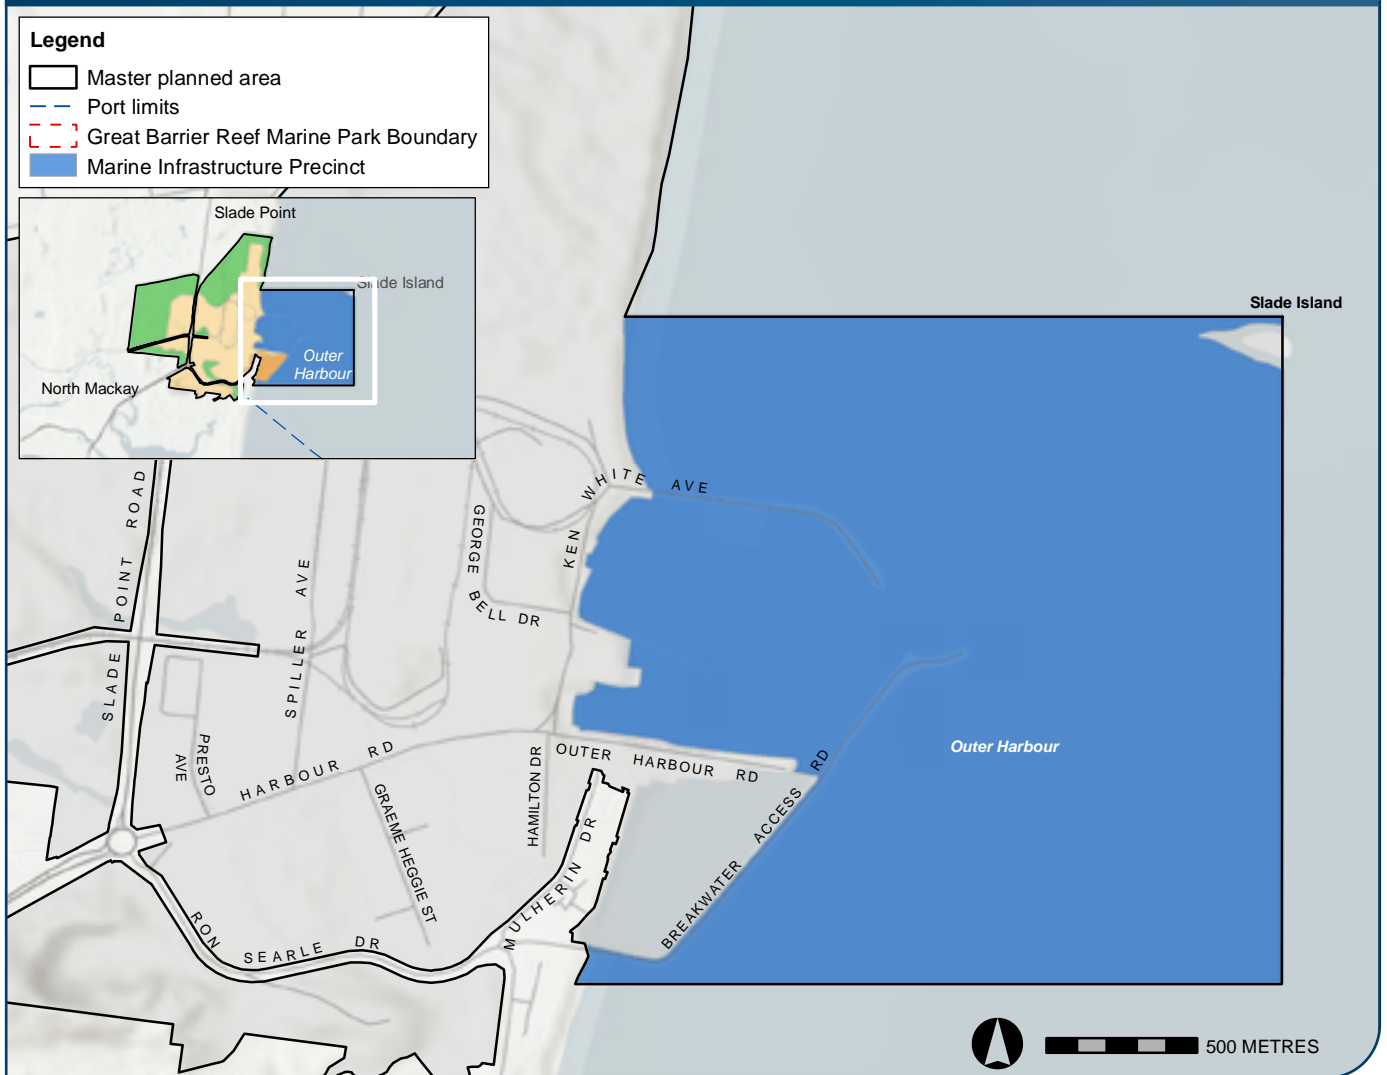 Legend
Master planned area
Port limits
Great Barrier Reef Marine Park Boundary
Marine Infrastructure Precinct
Slade Point
Slade Island
North Mackay
Outer
Harbour
Slade Island
SLADE POINT ROAD
SPILLER AVE
GEORGE BELL DR
KEN WHITE AVE
PRESTO
AVE
HARBOUR RD
GRAEME HEGGIE ST
HAMILTON DR
OUTER HARBOUR RD
MULHERIN DR
BREAKWATER ACCESS RD
Outer Harbour
RON SEARLE DR
500 METRES